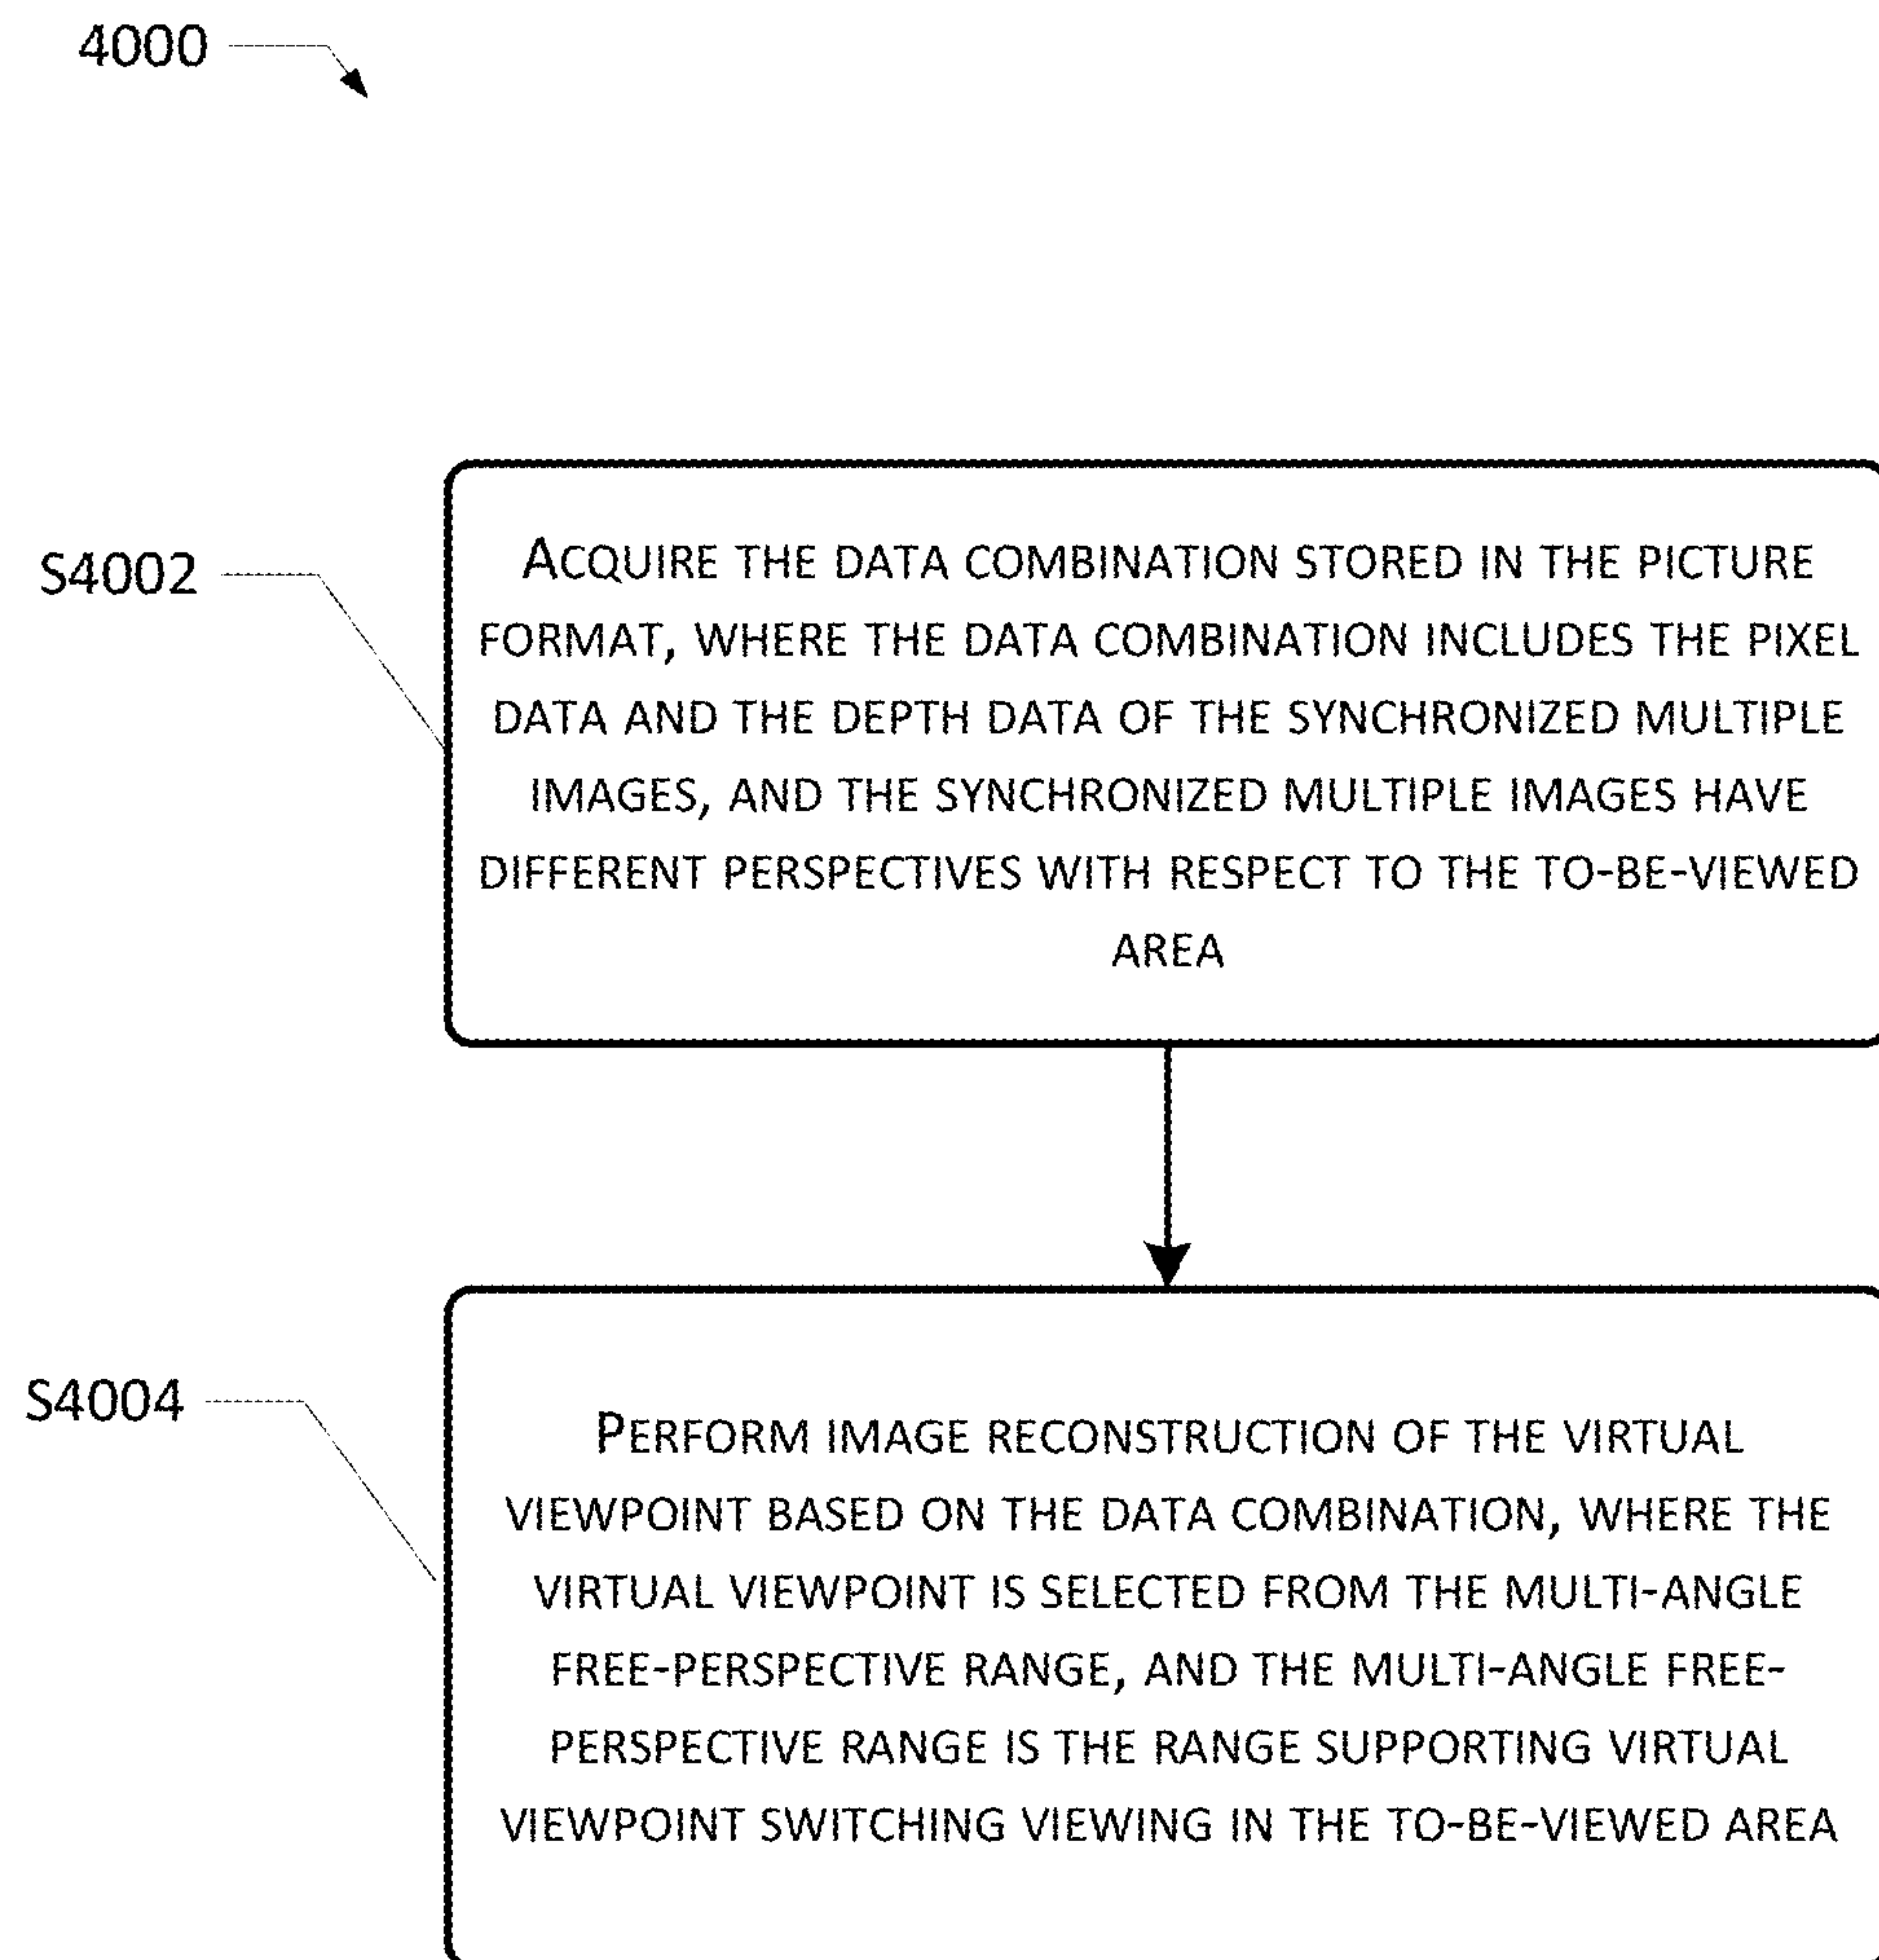 4000
S4002
ACQUIRE THE DATA COMBINATION STORED IN THE PICTURE
FORMAT, WHERE THE DATA COMBINATION INCLUDES THE PIXEL
DATA AND THE DEPTH DATA OF THE SYNCHRONIZED MULTIPLE
IMAGES, AND THE SYNCHRONIZED MULTIPLE IMAGES HAVE
DIFFERENT PERSPECTIVES WITH RESPECT TO THE TO-BE-VIEWED
AREA
S4004
PERFORM IMAGE RECONSTRUCTION OF THE VIRTUAL
VIEWPOINT BASED ON THE DATA COMBINATION, WHERE THE
VIRTUAL VIEWPOINT IS SELECTED FROM THE MULTI-ANGLE
FREE-PERSPECTIVE RANGE, AND THE MULTI-ANGLE FREE-
PERSPECTIVE RANGE IS THE RANGE SUPPORTING VIRTUAL
VIEWPOINT SWITCHING VIEWING IN THE TO-BE-VIEWED AREA